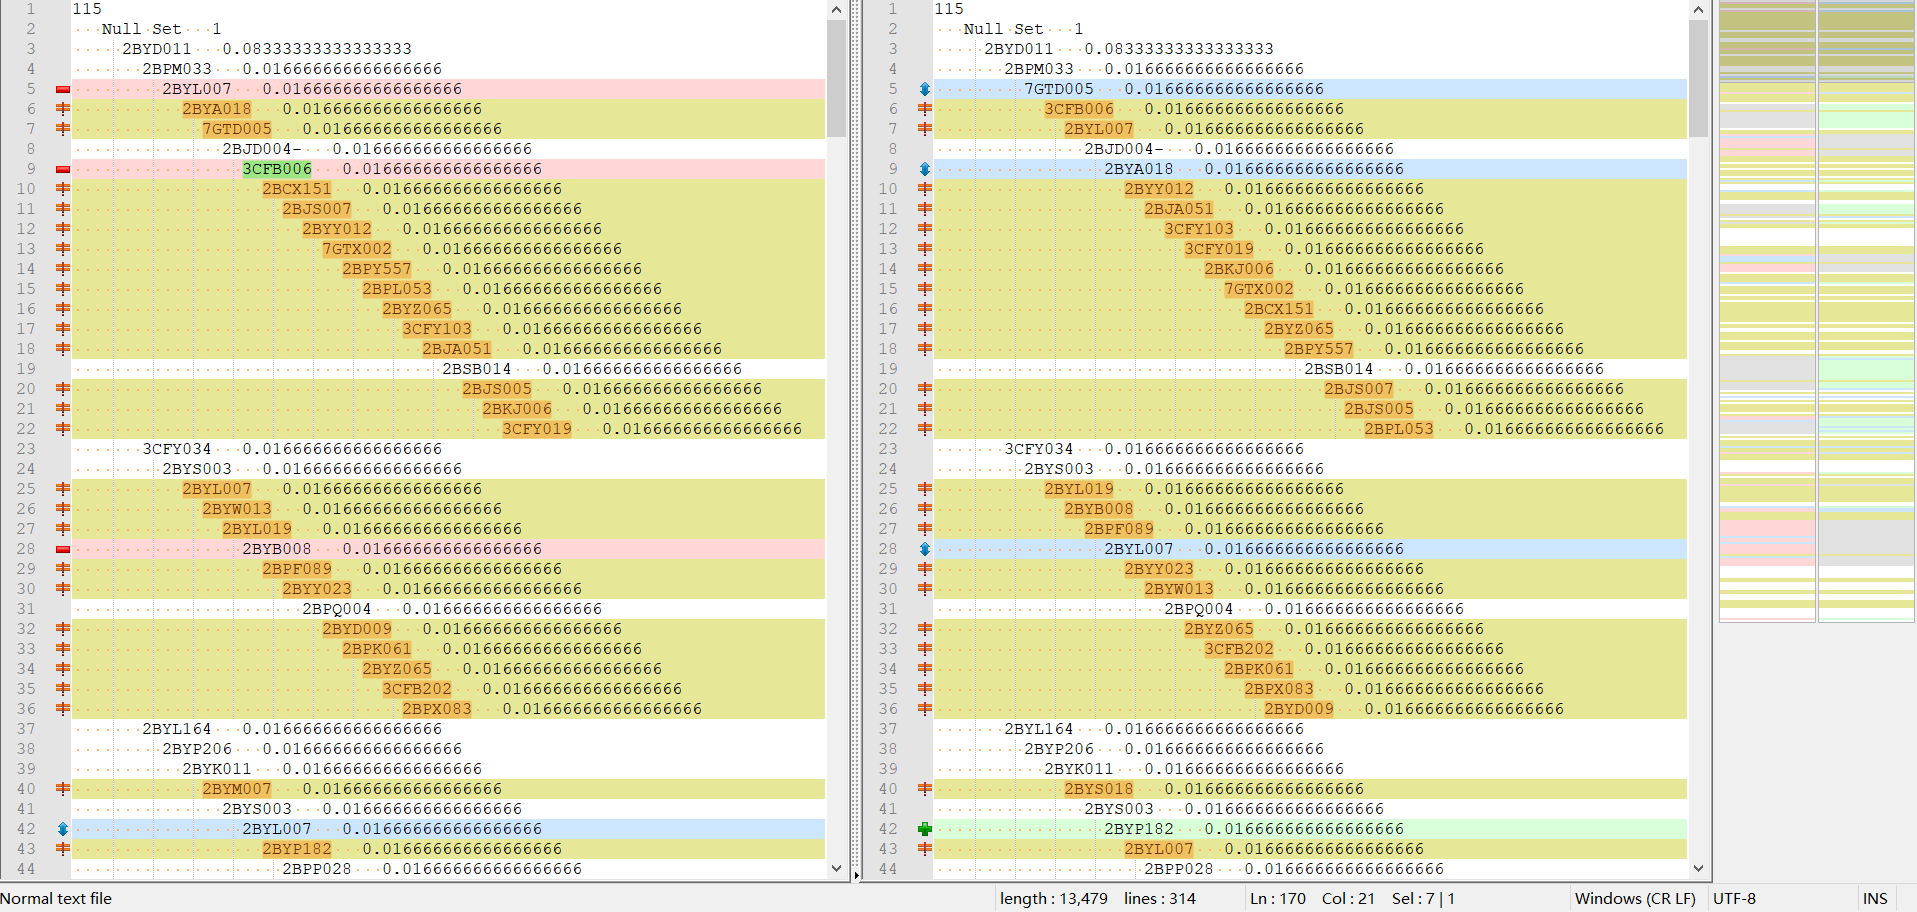 1 115
2 Null Set 1
3 2BYD011 0.08333333333333333
4 2BPM033 0.016666666666666666
5 2BYL007 0.016666666666666666
6 2BYA018 0.016666666666666666
7 7GTD005 0.016666666666666666
8 2BJD004- 0.016666666666666666
9 3CFB006 0.016666666666666666
10 2BCX151 0.016666666666666666
11 2BJS007 0.016666666666666666
12 2BYY012 0.016666666666666666
13 7GTX002 0.016666666666666666
14 2BPY557 0.016666666666666666
15 2BPL053 0.016666666666666666
16 2BYZ065 0.016666666666666666
17 3CFY103 0.016666666666666666
18 2BJA051 0.016666666666666666
19 2BSB014 0.016666666666666666
20 2BJS005 0.016666666666666666
21 2BKJ006 0.016666666666666666
22 3CFY019 0.016666666666666666
23 3CFY034 0.016666666666666666
24 2BYS003 0.016666666666666666
25 2BYL007 0.016666666666666666
26 2BYW013 0.016666666666666666
27 2BYL019 0.016666666666666666
28 2BYB008 0.016666666666666666
29 2BPF089 0.016666666666666666
30 2BYY023 0.016666666666666666
31 2BPQ004 0.016666666666666666
32 2BYD009 0.016666666666666666
33 2BPK061 0.016666666666666666
34 2BYZ065 0.016666666666666666
35 3CFB202 0.016666666666666666
36 2BPX083 0.016666666666666666
37 2BYL164 0.016666666666666666
38 2BYP206 0.016666666666666666
39 2BYK011 0.016666666666666666
40 2BYM007 0.016666666666666666
41 2BYS003 0.016666666666666666
42 2BYL007 0.016666666666666666
43 2BYP182 0.016666666666666666
44 2BPP028 0.016666666666666666
1 115
2 Null Set 1
3 2BYD011 0.08333333333333333
4 2BPM033 0.016666666666666666
5 7GTD005 0.016666666666666666
6 3CFB006 0.016666666666666666
7 2BYL007 0.016666666666666666
8 2BJD004- 0.016666666666666666
9 2BYA018 0.016666666666666666
10 2BYY012 0.016666666666666666
11 2BJA051 0.016666666666666666
12 3CFY103 0.016666666666666666
13 3CFY019 0.016666666666666666
14 2BKJ006 0.016666666666666666
15 7GTX002 0.016666666666666666
16 2BCX151 0.016666666666666666
17 2BYZ065 0.016666666666666666
18 2BPY557 0.016666666666666666
19 2BSB014 0.016666666666666666
20 2BJS007 0.016666666666666666
21 2BJS005 0.016666666666666666
22 2BPL053 0.016666666666666666
23 3CFY034 0.016666666666666666
24 2BYS003 0.016666666666666666
25 2BYL019 0.016666666666666666
26 2BYB008 0.016666666666666666
27 2BPF089 0.016666666666666666
28 2BYL007 0.016666666666666666
29 2BYY023 0.016666666666666666
30 2BYW013 0.016666666666666666
31 2BPQ004 0.016666666666666666
32 2BYZ065 0.016666666666666666
33 3CFB202 0.016666666666666666
34 2BPK061 0.016666666666666666
35 2BPX083 0.016666666666666666
36 2BYD009 0.016666666666666666
37 2BYL164 0.016666666666666666
38 2BYP206 0.016666666666666666
39 2BYK011 0.016666666666666666
40 2BYS018 0.016666666666666666
41 2BYS003 0.016666666666666666
42 2BYP182 0.016666666666666666
43 2BYL007 0.016666666666666666
44 2BPP028 0.016666666666666666
Normal text file length : 13,479 lines : 314 Ln : 170 Col : 21 Sel : 7 | 1 Windows (CR LF) UTF-8 INS